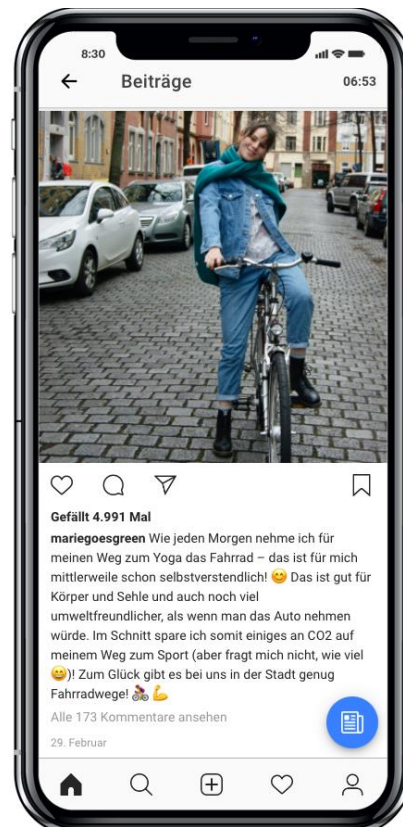 8:30
Beiträge
06:53
Gefällt 4.991 Mal
mariegoesgreen Wie jeden Morgen nehme ich für
meinen Weg zum Yoga das Fahrrad – das ist für mich
mittlerweile schon selbstverstendlich! 😊 Das ist gut für
Körper und Sehle und auch noch viel
umweltfreundlicher, als wenn man das Auto nehmen
würde. Im Schnitt spare ich somit einiges an CO2 auf
meinem Weg zum Sport (aber fragt mich nicht, wie viel
😄)! Zum Glück gibt es bei uns in der Stadt genug
Fahrradwege! 🚴‍♀️ 💪
Alle 173 Kommentare ansehen
29. Februar